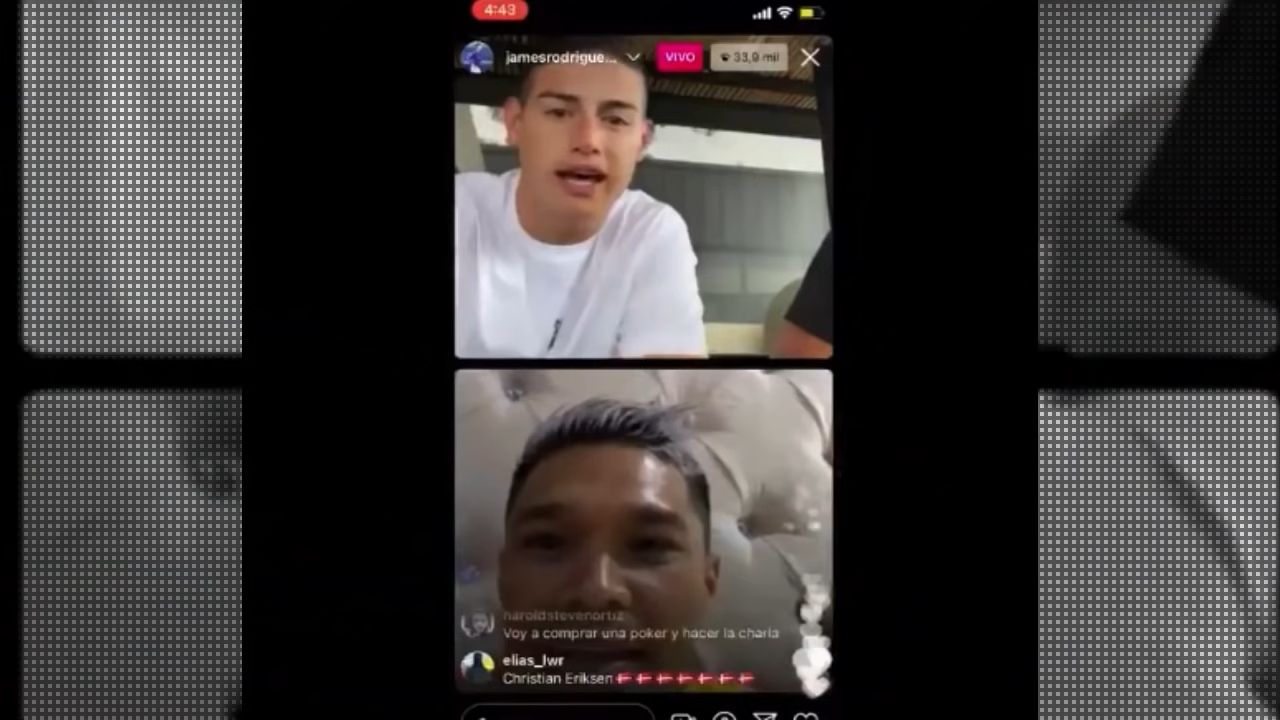 4:43
jamesrodrigue... VIVO 33,9 mil
haroldstevenortiz
Voy a comprar una poker y hacer la charla
elias_lwr
Christian Eriksen